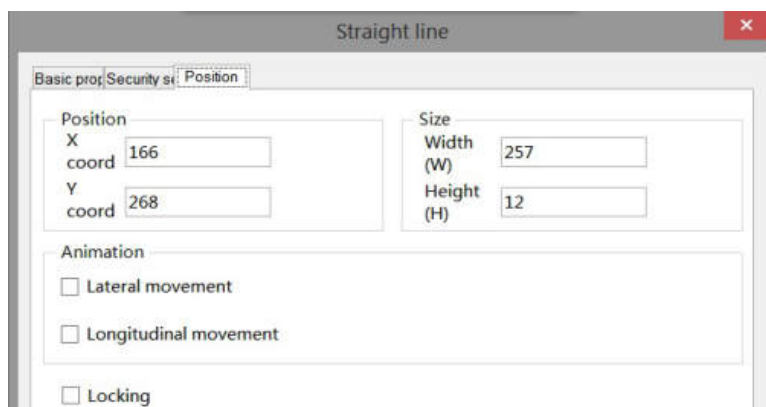 Straight line
Basic prop Security se Position
Position
X
coord 166
Y
coord 268
Size
Width
(W) 257
Height
(H) 12
Animation
Lateral movement
Longitudinal movement
Locking